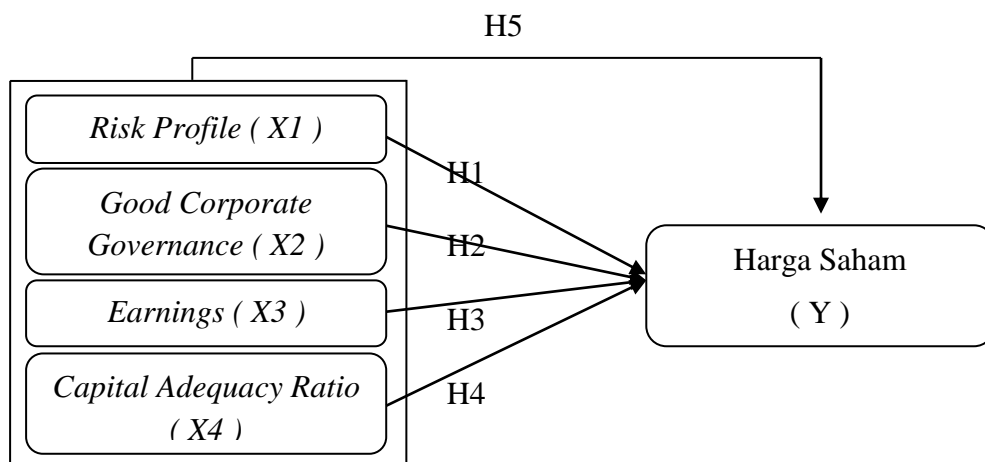 H5
Risk Profile ( X1 )
Good Corporate
Governance ( X2 )
Earnings ( X3 )
Capital Adequacy Ratio
( X4 )
H1
H2
H3
H4
Harga Saham
( Y )